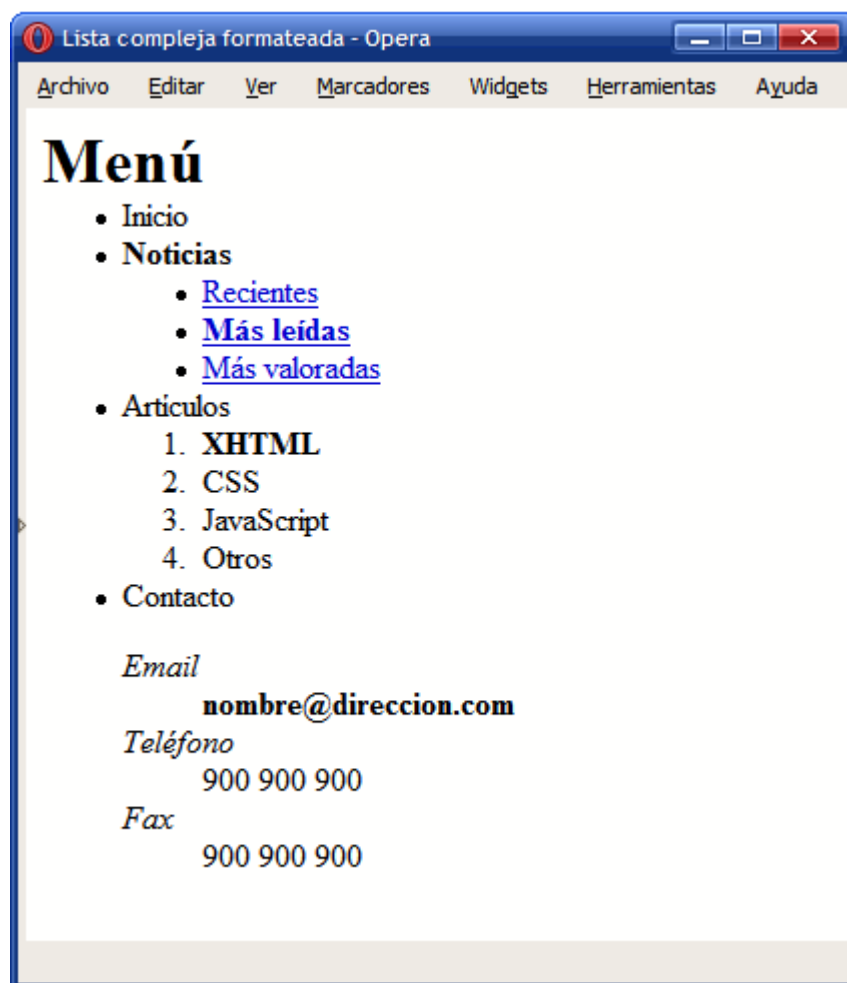 Lista compleja formateada - Opera
Archivo Editar Ver Marcadores Widgets Herramientas Ayuda
Menú
• Inicio
• Noticias
• Recientes
• Más leídas
• Más valoradas
• Artículos
1. XHTML
2. CSS
3. JavaScript
4. Otros
• Contacto
Email
nombre@direccion.com
Teléfono
900 900 900
Fax
900 900 900